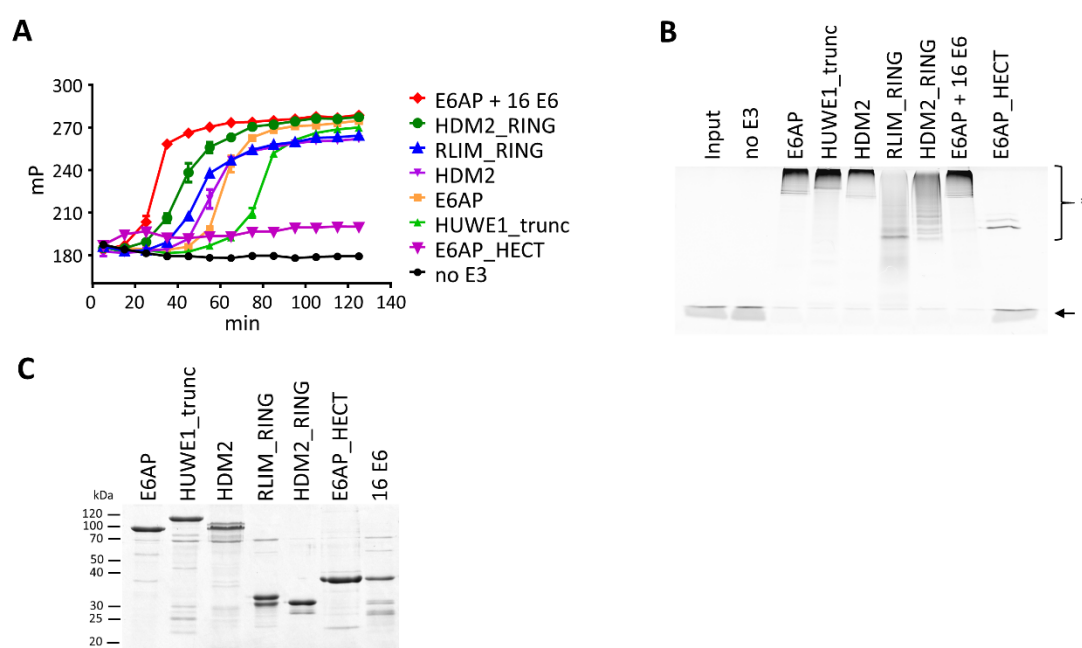 A
mP
300
270
240
210
180
0 20 40 60 80 100 120 140
min
E6AP + 16 E6
HDM2_RING
RLIM_RING
HDM2
E6AP
HUWE1_trunc
E6AP_HECT
no E3
B
Input
no E3
E6AP
HUWE1_trunc
HDM2
RLIM_RING
HDM2_RING
E6AP + 16 E6
E6AP_HECT
C
E6AP
HUWE1_trunc
HDM2
RLIM_RING
HDM2_RING
E6AP_HECT
16 E6
kDa
120
100
70
50
40
30
25
20